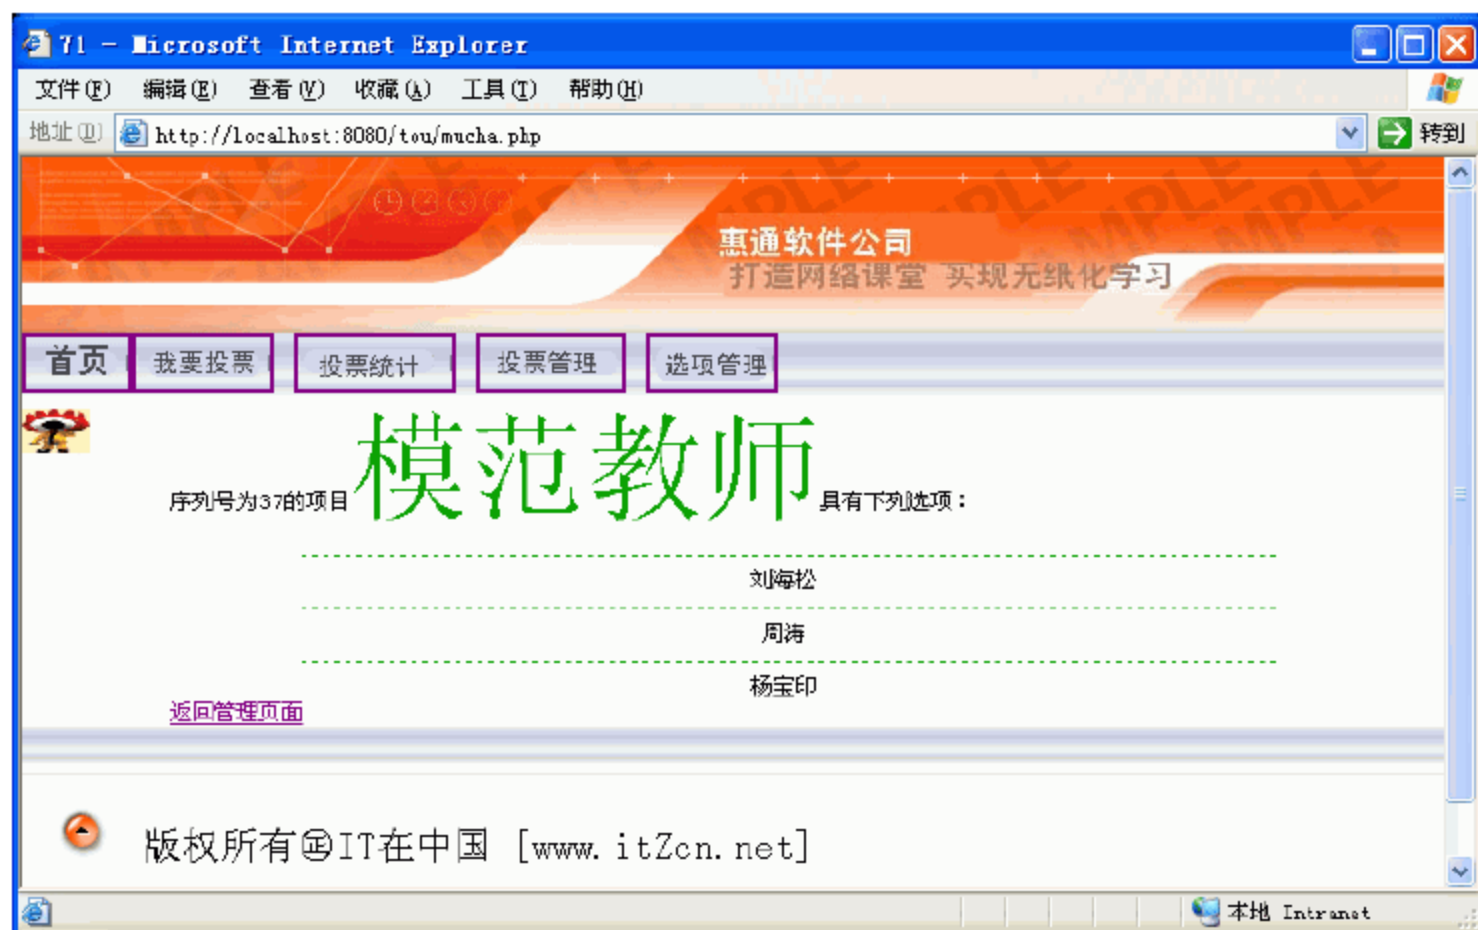 71 - Microsoft Internet Explorer
文件(F) 编辑(E) 查看(V) 收藏(A) 工具(T) 帮助(H)
地址(D) http://localhost:8080/tou/mucha.php 转到
惠通软件公司
打造网络课堂 实现无纸化学习
首页 我要投票 投票统计 投票管理 选项管理
序列号为37的项目模范教师具有下列选项：
刘海松
周涛
杨宝印
返回管理页面
版权所有㊣IT在中国 [www.itZcn.net]
本地 Intranet